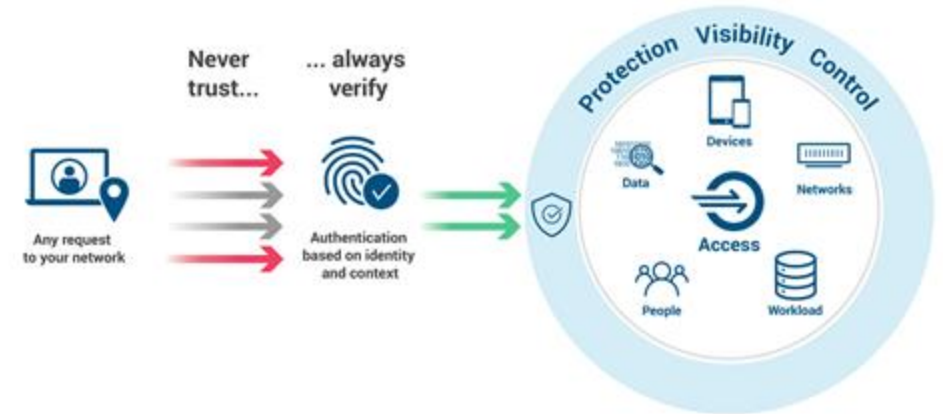 Never
trust...
... always
verify
Protection Visibility Control
Any request
to your network
Authentication
based on identity
and context
Devices
Data
Networks
Access
People
Workload